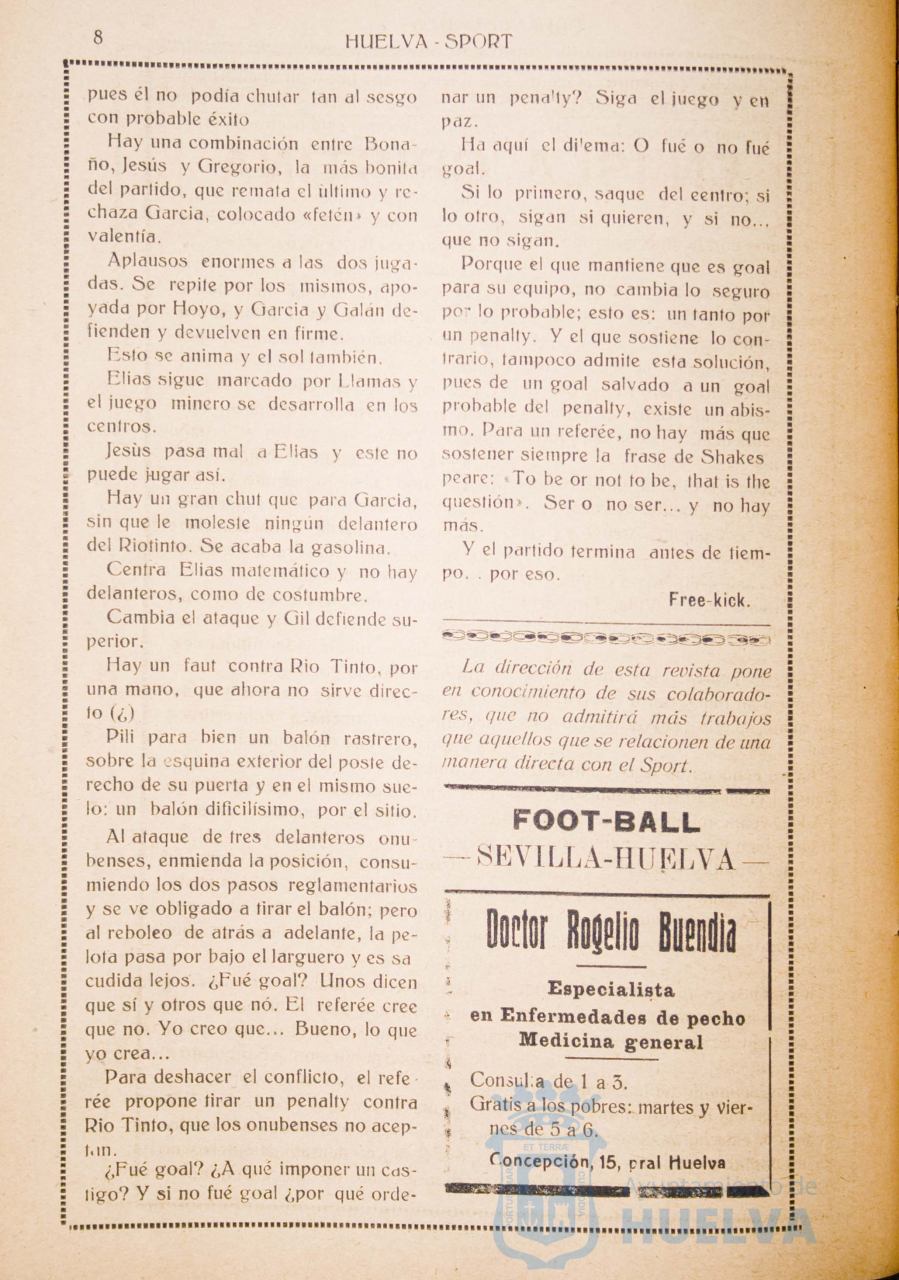 8
HUELVA - SPORT
pues él no podía chutar tan al sesgo
con probable éxito
Hay una combinación entre Bona-
ño, Jesús y Gregorio, la más bonita
del partido, que remata el último y re-
chaza Garcia, colocado «fetén» y con
valentía.
Aplausos enormes a las dos juga-
das. Se repite por los mismos, apo-
yada por Hoyo, y Garcia y Galán de-
fienden y devuelven en firme.
Esto se anima y el sol también.
Elias sigue marcado por Llamas y
el juego minero se desarrolla en los
centros.
Jesùs pasa mal a Elias y este no
puede jugar así.
Hay un gran chut que para Garcia,
sin que le moleste ningún delantero
del Riotinto. Se acaba la gasolina.
Centra Elias matemático y no hay
delanteros, como de costumbre.
Cambia el ataque y Gil defiende su-
perior.
Hay un faut contra Rio Tinto, por
una mano, que ahora no sirve direc-
to (¿)
Pili para bien un balón rastrero,
sobre la esquina exterior del poste de-
recho de su puerta y en el mismo sue-
lo: un balón dificilísimo, por el sitio.
Al ataque de tres delanteros onu-
benses, enmienda la posición, consu-
miendo los dos pasos reglamentarios
y se ve obligado a tirar el balón; pero
al reboleo de atrás a adelante, la pe-
lota pasa por bajo el larguero y es sa
cudida lejos. ¿Fué goal? Unos dicen
que sí y otros que nó. El referée cree
que no. Yo creo que... Bueno, lo que
yo crea...
Para deshacer el conflicto, el refe-
rée propone tirar un penalty contra
Rio Tinto, que los onubenses no acep-
tan.
¿Fué goal? ¿A qué imponer un cas-
tigo? Y si no fué goal ¿por qué orde-
nar un pena'ty? Siga el juego y en
paz.
Ha aquí el di'ema: O fué o no fué
goal.
Si lo primero, saque del centro; si
lo otro, sigan si quieren, y si no...
que no sigan.
Porque el que mantiene que es goal
para su equipo, no cambia lo seguro
por lo probable; esto es: un tanto por
un penalty. Y el que sostiene lo con-
trario, tampoco admite esta solución,
pues de un goal salvado a un goal
probable del penalty, existe un abis-
mo. Para un referée, no hay más que
sostener siempre la frase de Shakes
peare: «To be or not to be, that is the
questión». Ser o no ser... y no hay
más.
Y el partido termina antes de tiem-
po. . por eso.
Free-kick.
La dirección de esta revista pone
en conocimiento de sus colaborado-
res, que no admitirá más trabajos
que aquellos que se relacionen de una
manera directa con el Sport.
FOOT-BALL
— SEVILLA-HUELVA —
Doctor Rogelio Buendia
Especialista
en Enfermedades de pecho
Medicina general
Consul:a de 1 a 3.
Gratis a los pobres: martes y vier-
nes de 5 a 6.
Concepción, 15, pral Huelva
Ayuntamiento de
HUELVA